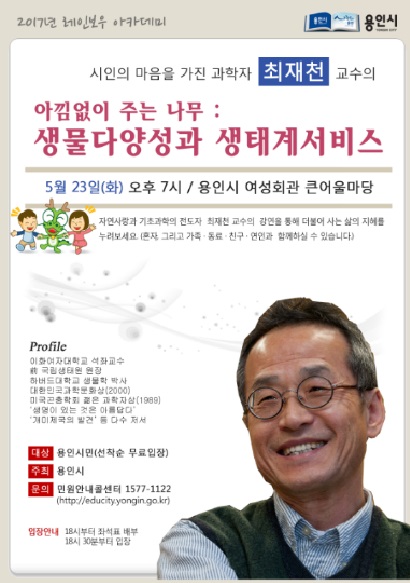 2017년 레인보우 아카데미
용인시
YONGIN CITY
시인의 마음을 가진 과학자 최재천 교수의
아낌없이 주는 나무 :
생물다양성과 생태계서비스
5월 23일(화) 오후 7시 / 용인시 여성회관 큰어울마당
자연사랑과 기초과학의 전도자 최재천 교수의 강연을 통해 더불어 사는 삶의 지혜를
누려보세요. (혼자, 그리고 가족·동료·친구·연인과 함께하실 수 있습니다.)
Profile
이화여자대학교 석좌교수
前 국립생태원 원장
하버드대학교 생물학 박사
대한민국과학문화상(2000)
미국곤충학회 젊은 과학자상(1989)
'생명이 있는 것은 아름답다'
'개미제국의 발견' 등 다수 저서
대상 용인시민(선착순 무료입장)
주최 용인시
문의 민원안내콜센터 1577-1122
(http://educity.yongin.go.kr)
입장안내 18시부터 좌석표 배부
18시 30분부터 입장